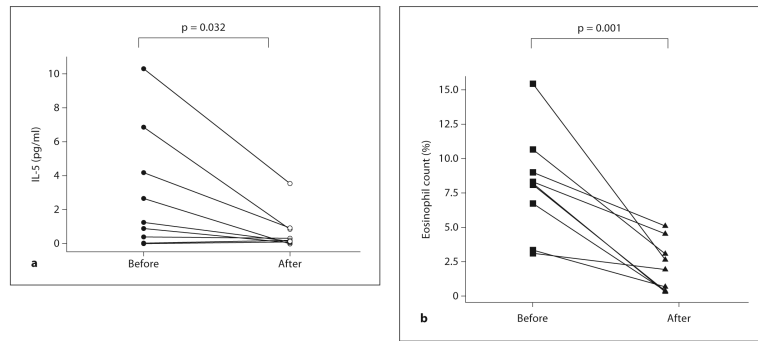 p = 0.032
10
8
6
4
2
0
IL-5 (pg/ml)
Before
After
a
p = 0.001
15.0
12.5
10.0
7.5
5.0
2.5
0
Eosinophil count (%)
Before
After
b